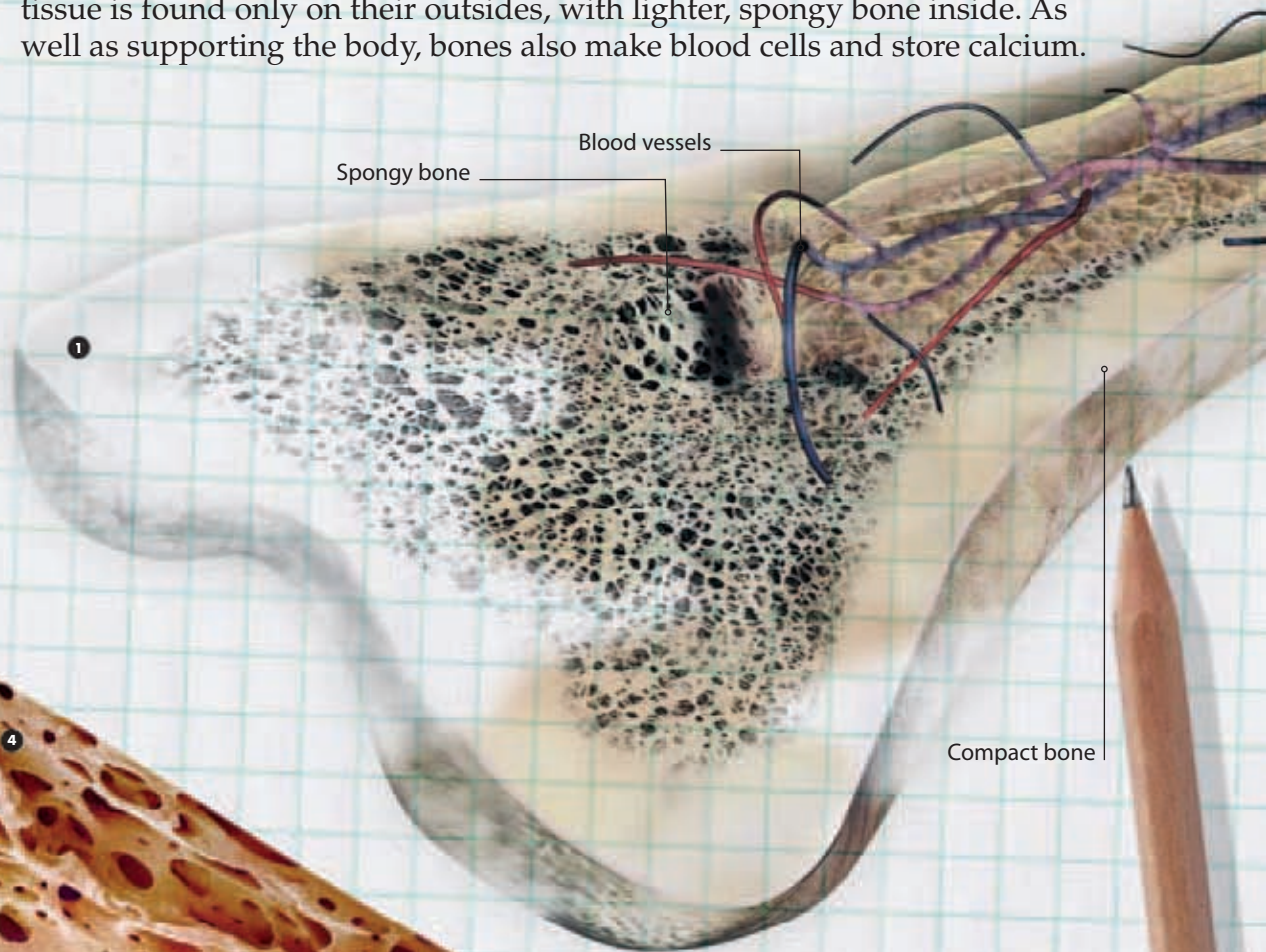 tissue is found only on their outsides, with lighter, spongy bone inside. As
well as supporting the body, bones also make blood cells and store calcium.
Blood vessels
Spongy bone
1
4
Compact bone